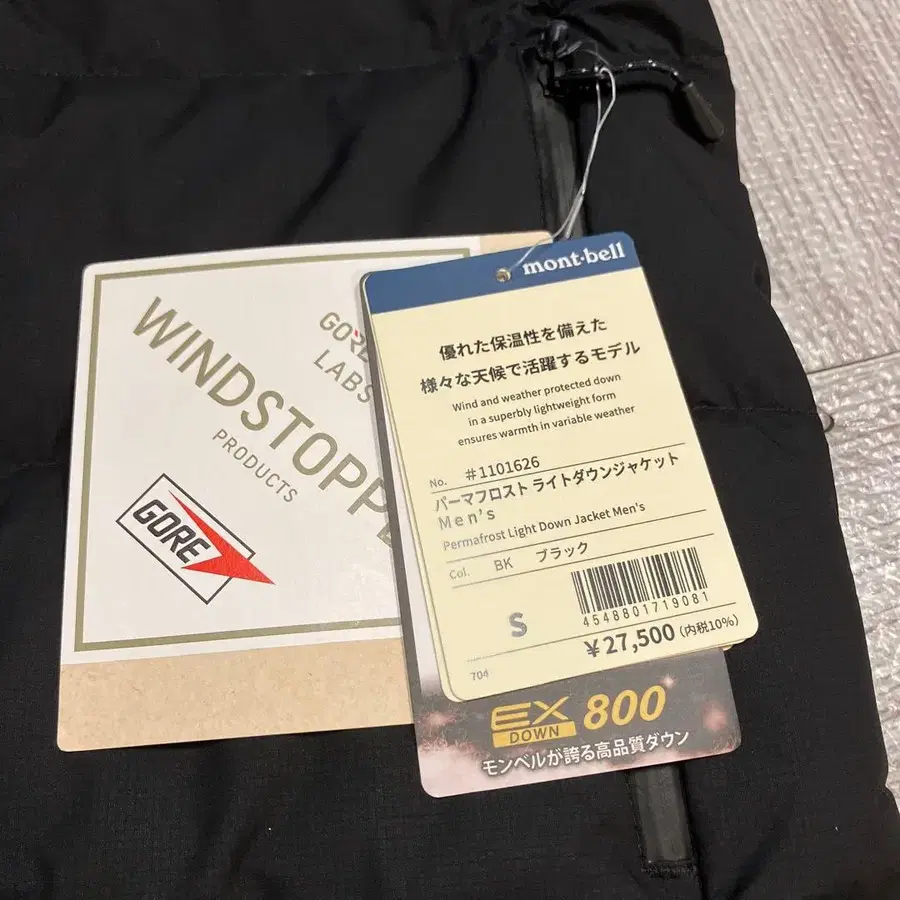 GORE
LABS
WINDSTOPPE
PRODUCTS
GORE
mont-bell
優れた保温性を備えた
様々な天候で活躍するモデル
Wind and weather protected down
in a superbly lightweight form
ensures warmth in variable weather
No. #1101626
パーマフロスト ライトダウンジャケット
Men's
Permafrost Light Down Jacket Men's
Col. BK ブラック
S
4548801719081
¥27,500 (内税10%)
704
EX 800
DOWN
モンベルが誇る高品質ダウン